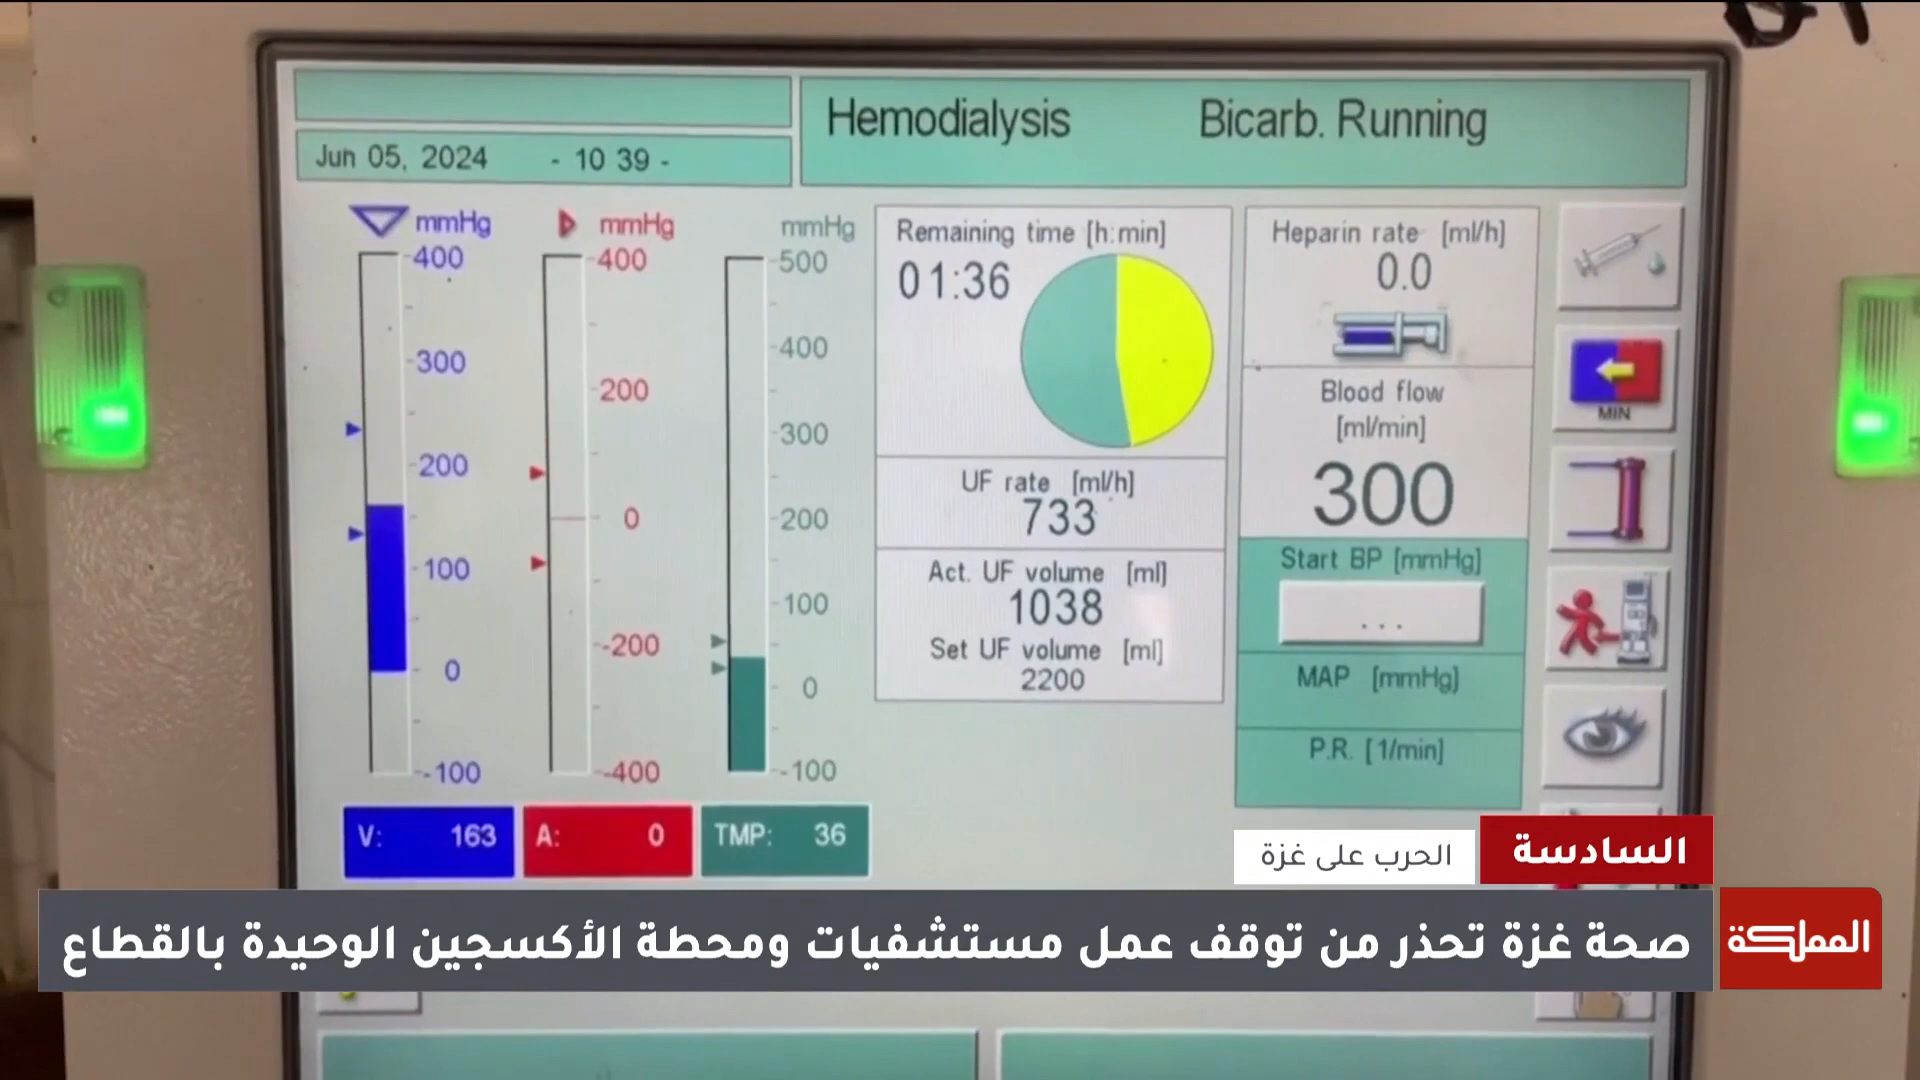 Hemodialysis Bicarb. Running
Jun 05, 2024 - 10 39 -
mmHg
400
300
200
100
0
-100
mmHg
400
200
0
-200
-400
mmHg
500
400
300
200
100
0
-100
V: 163
A: 0
TMP: 36
Remaining time [h:min]
01:36
UF rate [ml/h]
733
Act. UF volume [ml]
1038
Set UF volume [ml]
2200
Heparin rate [ml/h]
0.0
Blood flow
[ml/min]
300
Start BP [mmHg]
...
MAP [mmHg]
P.R. [1/min]
MIN
السادسة
الحرب على غزة
صحة غزة تحذر من توقف عمل مستشفيات ومحطة الأكسجين الوحيدة بالقطاع
المملكة